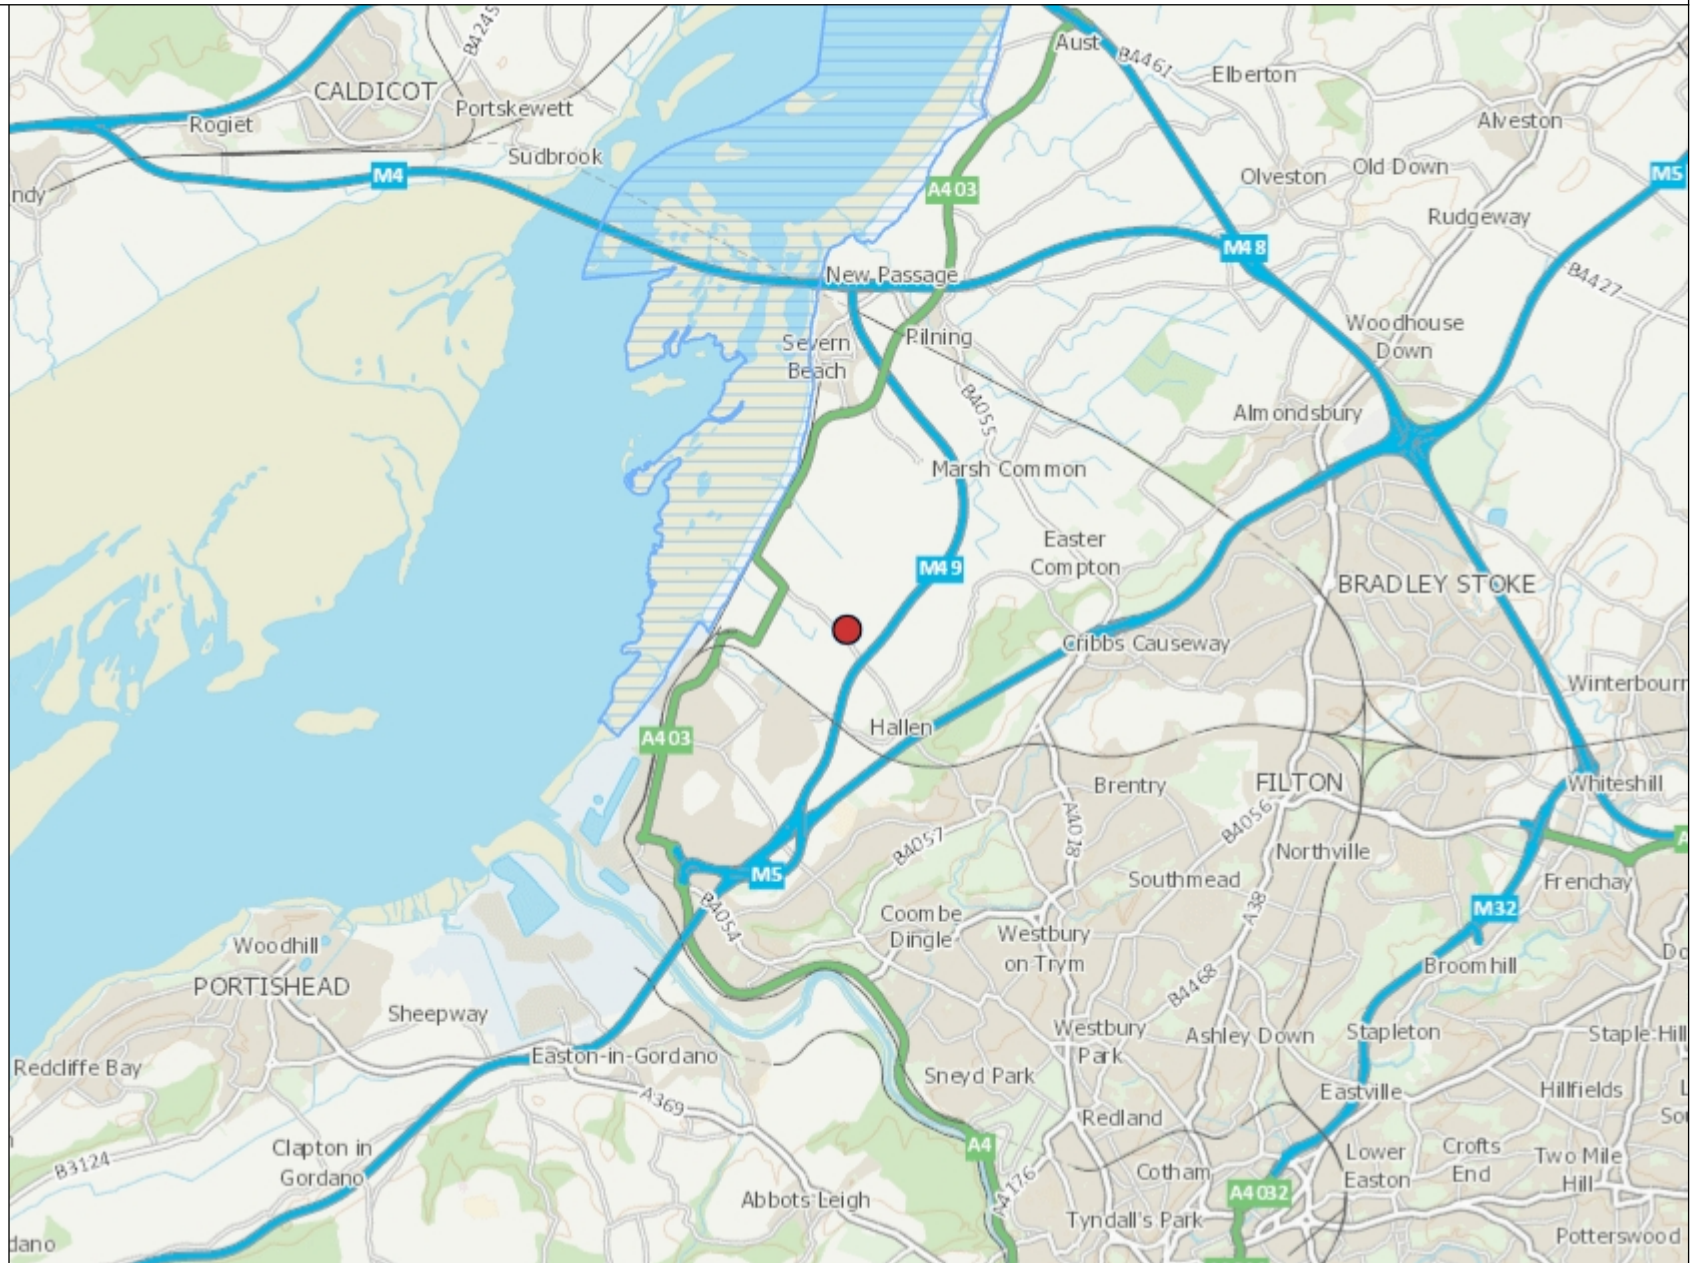 Aust
B4461
Elberton
B4245
CALDICOT
Portskewett
Rogiet
Alveston
Sudbrook
M4
Old Down
Olveston
M5
ndy
A403
Rudgeway
M48
B4427
New Passage
Woodhouse
Down
Severn
Beach
Pilning
B4055
Almondsbury
Marsh Common
Easter
Compton
M49
BRADLEY STOKE
Cribbs Causeway
Winterbourn
Hallen
A403
Brentry
FILTON
Whiteshill
A4018
B4056
B4057
Northville
M5
Southmead
Frenchay
B4054
A38
M32
Coombe
Dingle
Westbury
on Trym
Woodhill
Broomhill
Do
PORTISHEAD
B4468
Sheepway
Westbury
Park
Ashley Down
Stapleton
Staple Hill
Easton-in-Gordano
Redcliffe Bay
Sneyd Park
Eastville
Hillfields
L
Sou
A369
Redland
Clapton in
Gordano
A4
B3124
Lower
Easton
Crofts
End
Two Mile
Hill
Cotham
A4176
A4032
Abbots Leigh
Tyndall's Park
Potterswood
dano